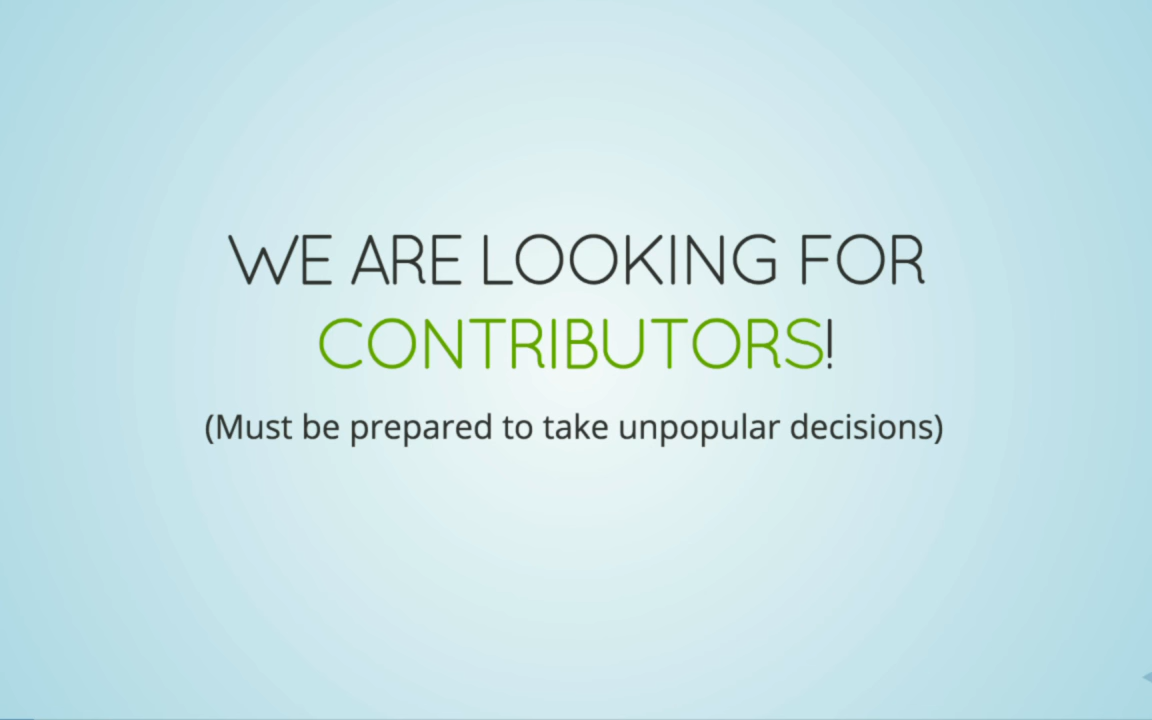 WE ARE LOOKING FOR
CONTRIBUTORS!
(Must be prepared to take unpopular decisions)